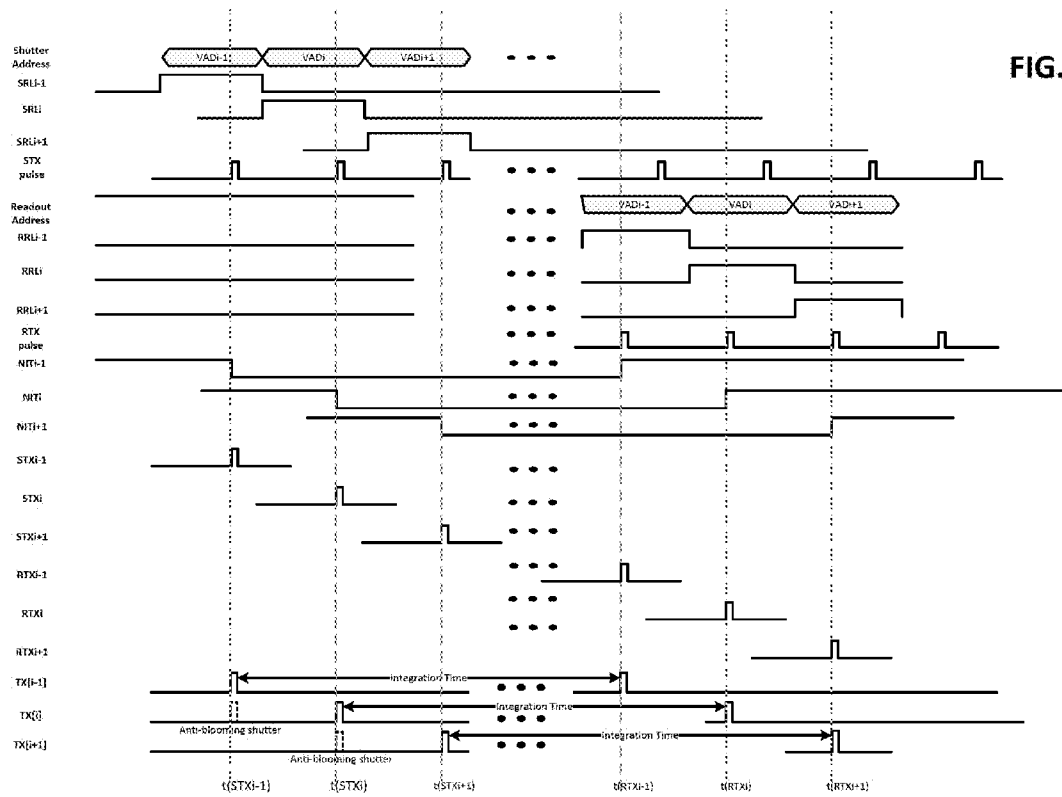 FIG.
Shutter
Address
VADi-1
VADi
VADi+1
SRLi-1
SRLi
SRLi+1
STX
pulse
Readout
Address
VADi-1
VADi
VADi+1
RRLi-1
RRLi
RRLi+1
RTX
pulse
NITi-1
NITi
NITi+1
STXi-1
STXi
STXi+1
RTXi-1
RTXi
RTXi+1
TX[i-1]
Integration Time
TX[i]
Integration Time
Anti-blooming shutter
TX[i+1]
Integration Time
Anti-blooming shutter
t(STXi-1)
t(STXi)
t(STXi+1)
t(RTXi-1)
t(RTXi)
t(RTXi+1)